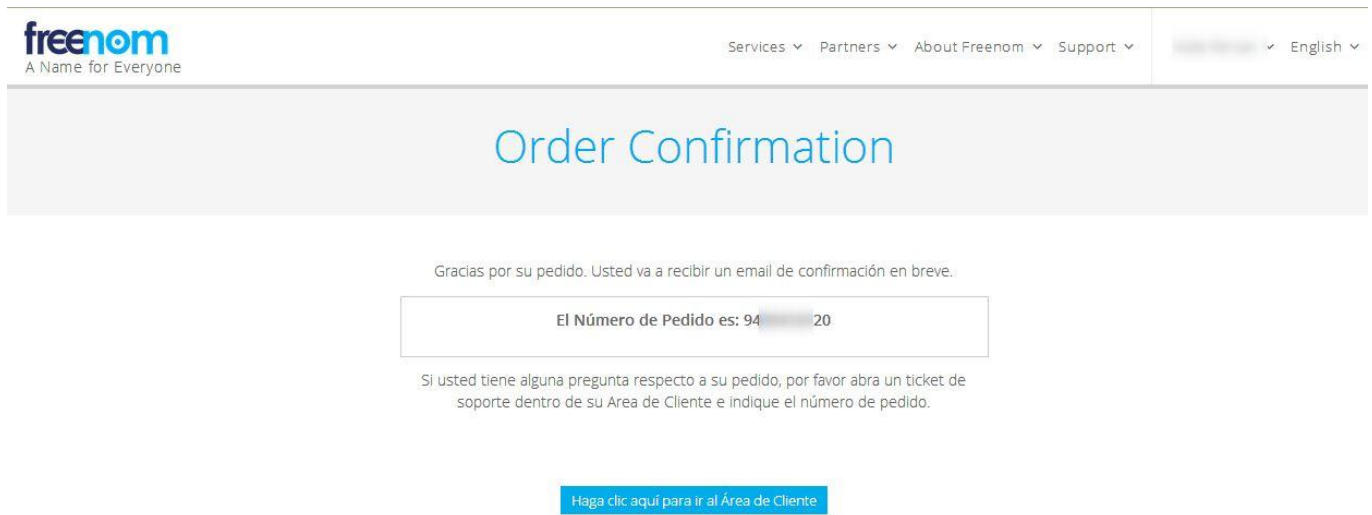 freenom
A Name for Everyone
Services Partners About Freenom Support English
Order Confirmation
Gracias por su pedido. Usted va a recibir un email de confirmación en breve.
El Número de Pedido es: 94 20
Si usted tiene alguna pregunta respecto a su pedido, por favor abra un ticket de
soporte dentro de su Area de Cliente e indique el número de pedido.
Haga clic aquí para ir al Área de Cliente